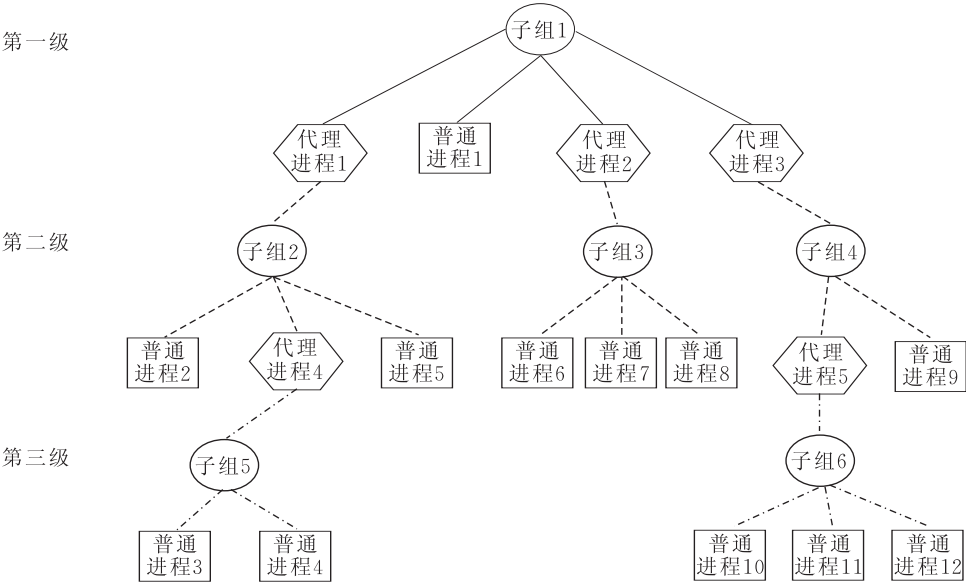 第一级
子组1
代理
进程1
普通
进程1
代理
进程2
代理
进程3
第二级
子组2
子组3
子组4
普通
进程2
代理
进程4
普通
进程5
普通
进程6
普通
进程7
普通
进程8
代理
进程5
普通
进程9
第三级
子组5
子组6
普通
进程3
普通
进程4
普通
进程10
普通
进程11
普通
进程12